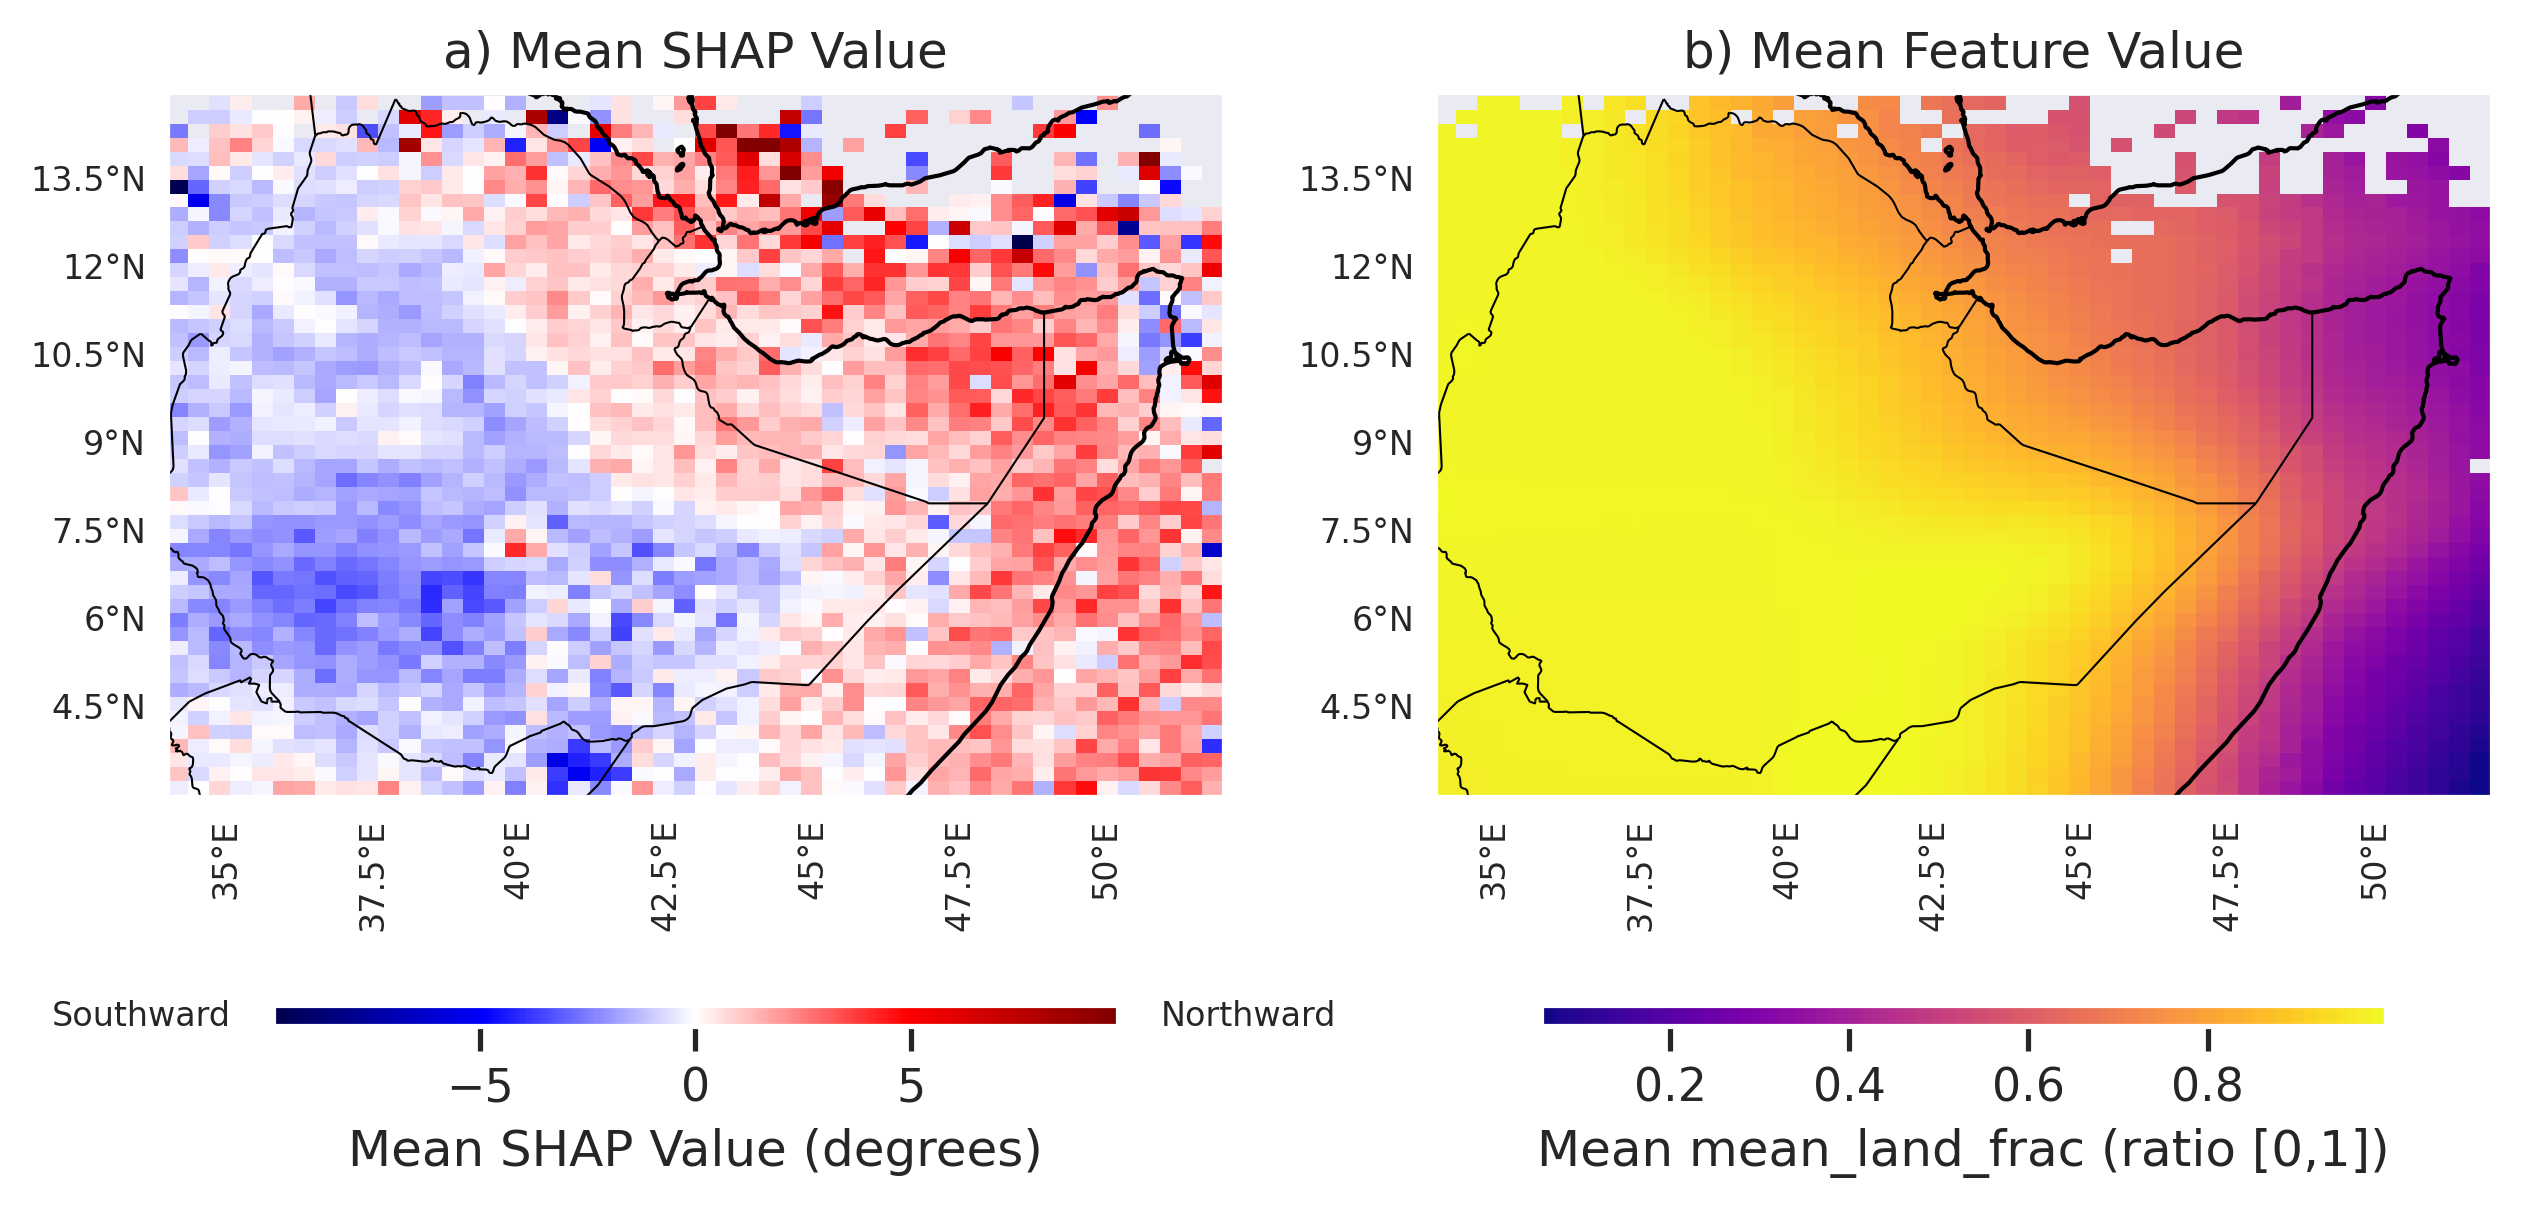 a) Mean SHAP Value
b) Mean Feature Value
13.5°N
12°N
10.5°N
9°N
7.5°N
6°N
4.5°N
35°E
37.5°E
40°E
42.5°E
45°E
47.5°E
50°E
13.5°N
12°N
10.5°N
9°N
7.5°N
6°N
4.5°N
35°E
37.5°E
40°E
42.5°E
45°E
47.5°E
50°E
Southward
Northward
−5
0
5
Mean SHAP Value (degrees)
0.2
0.4
0.6
0.8
Mean mean_land_frac (ratio [0,1])